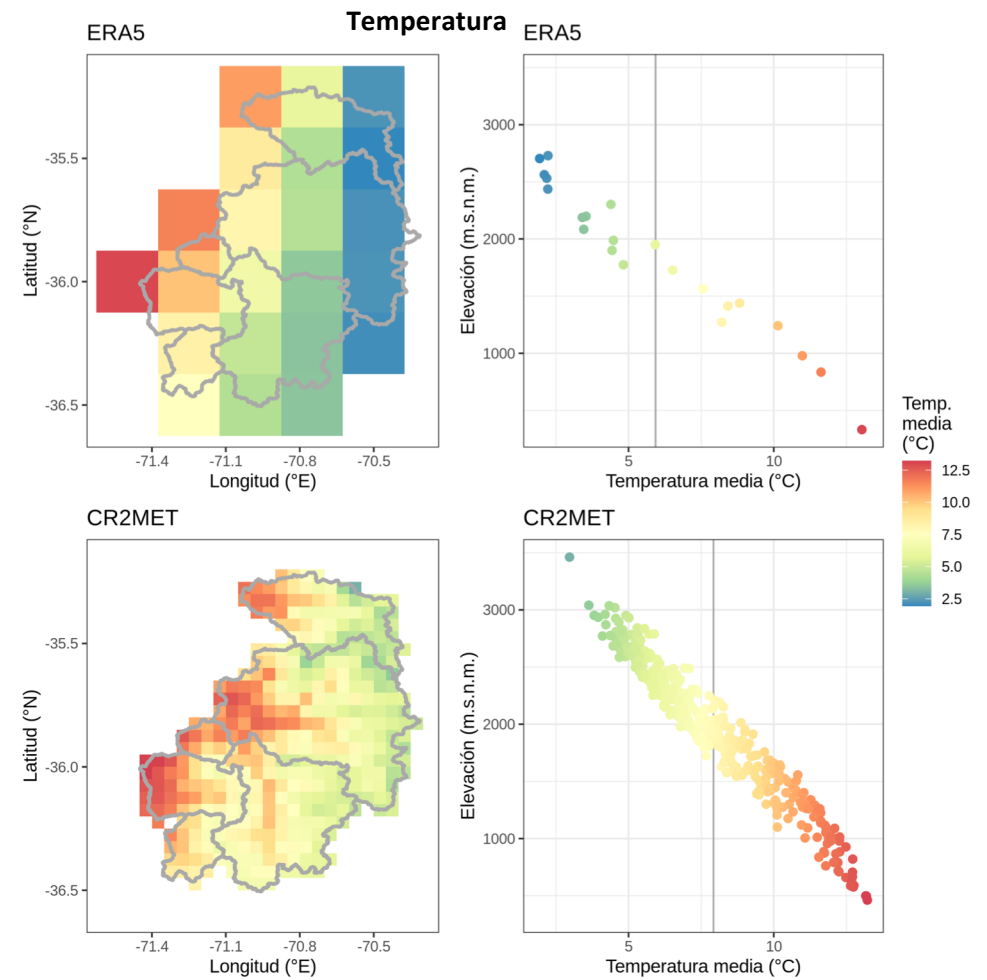 Temperatura
ERA5
ERA5
-35.5
-36.0
-36.5
Latitud (°N)
-71.4 -71.1 -70.8 -70.5
Longitud (°E)
3000
2000
1000
Elevación (m.s.n.m.)
5 10
Temperatura media (°C)
Temp.
media
(°C)
12.5
10.0
7.5
5.0
2.5
CR2MET
CR2MET
-35.5
-36.0
-36.5
Latitud (°N)
-71.4 -71.1 -70.8 -70.5
Longitud (°E)
3000
2000
1000
Elevación (m.s.n.m.)
5 10
Temperatura media (°C)